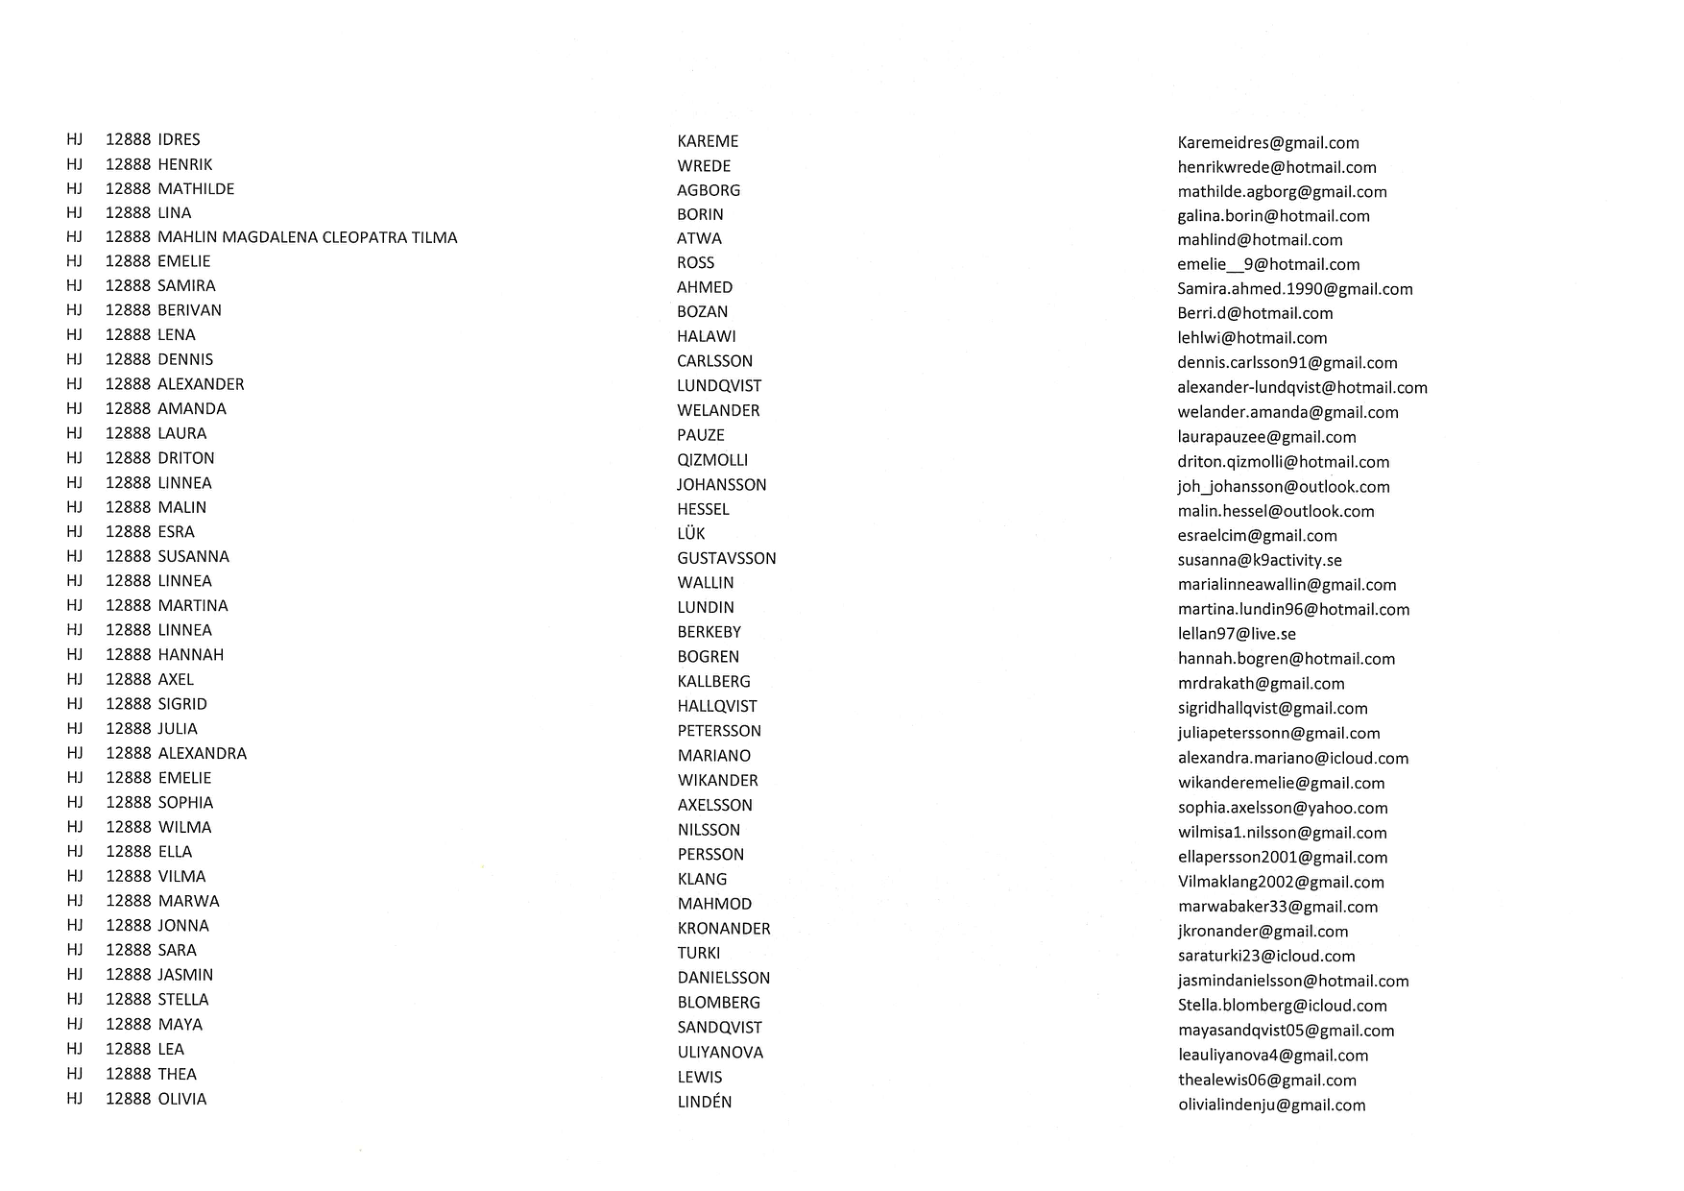 HJ 12888 IDRES KAREME Karemeidres@gmail.com
HJ 12888 HENRIK WREDE henrikwrede@hotmail.com
HJ 12888 MATHILDE AGBORG mathilde.agborg@gmail.com
HJ 12888 LINA BORIN galina.borin@hotmail.com
HJ 12888 MAHLIN MAGDALENA CLEOPATRA TILMA ATWA mahlind@hotmail.com
HJ 12888 EMELIE ROSS emelie__9@hotmail.com
HJ 12888 SAMIRA AHMED Samira.ahmed.1990@gmail.com
HJ 12888 BERIVAN BOZAN Berri.d@hotmail.com
HJ 12888 LENA HALAWI lehlwi@hotmail.com
HJ 12888 DENNIS CARLSSON dennis.carlsson91@gmail.com
HJ 12888 ALEXANDER LUNDQVIST alexander-lundqvist@hotmail.com
HJ 12888 AMANDA WELANDER welander.amanda@gmail.com
HJ 12888 LAURA PAUZE laurapauzee@gmail.com
HJ 12888 DRITON QIZMOLLI driton.qizmolli@hotmail.com
HJ 12888 LINNEA JOHANSSON joh_johansson@outlook.com
HJ 12888 MALIN HESSEL malin.hessel@outlook.com
HJ 12888 ESRA LÜK esraelcim@gmail.com
HJ 12888 SUSANNA GUSTAVSSON susanna@k9activity.se
HJ 12888 LINNEA WALLIN marialinneawallin@gmail.com
HJ 12888 MARTINA LUNDIN martina.lundin96@hotmail.com
HJ 12888 LINNEA BERKEBY lellan97@live.se
HJ 12888 HANNAH BOGREN hannah.bogren@hotmail.com
HJ 12888 AXEL KALLBERG mrdrakath@gmail.com
HJ 12888 SIGRID HALLQVIST sigridhallqvist@gmail.com
HJ 12888 JULIA PETERSSON juliapeterssonn@gmail.com
HJ 12888 ALEXANDRA MARIANO alexandra.mariano@icloud.com
HJ 12888 EMELIE WIKANDER wikanderemelie@gmail.com
HJ 12888 SOPHIA AXELSSON sophia.axelsson@yahoo.com
HJ 12888 WILMA NILSSON wilmisa1.nilsson@gmail.com
HJ 12888 ELLA PERSSON ellapersson2001@gmail.com
HJ 12888 VILMA KLANG Vilmaklang2002@gmail.com
HJ 12888 MARWA MAHMOD marwabaker33@gmail.com
HJ 12888 JONNA KRONANDER jkronander@gmail.com
HJ 12888 SARA TURKI saraturki23@icloud.com
HJ 12888 JASMIN DANIELSSON jasmindanielsson@hotmail.com
HJ 12888 STELLA BLOMBERG Stella.blomberg@icloud.com
HJ 12888 MAYA SANDQVIST mayasandqvist05@gmail.com
HJ 12888 LEA ULIYANOVA leauliyanova4@gmail.com
HJ 12888 THEA LEWIS thealewis06@gmail.com
HJ 12888 OLIVIA LINDÉN olivialindenju@gmail.com